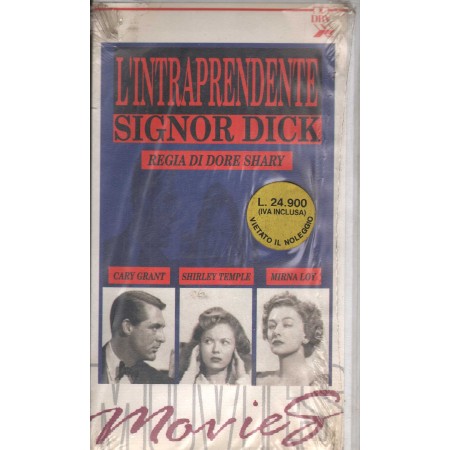 DBV
L'INTRAPRENDENTE
SIGNOR DICK
REGIA DI DORE SHARY
L. 24.900
(IVA INCLUSA)
VIETATO IL NOLEGGIO
CARY GRANT
SHIRLEY TEMPLE
MIRNA LOY
movies